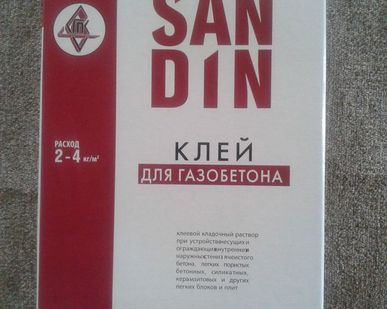 SAN
DIN
РАСХОД
2-4 кг/м²
КЛЕЙ
ДЛЯ ГАЗОБЕТОНА
клеевой кладочный раствор
при устройстве несущих и
ограждающих внутренних и
наружных стен из ячеистого
бетона, легких пористых
бетонных, силикатных,
керамзитовых и других
легких блоков и плит